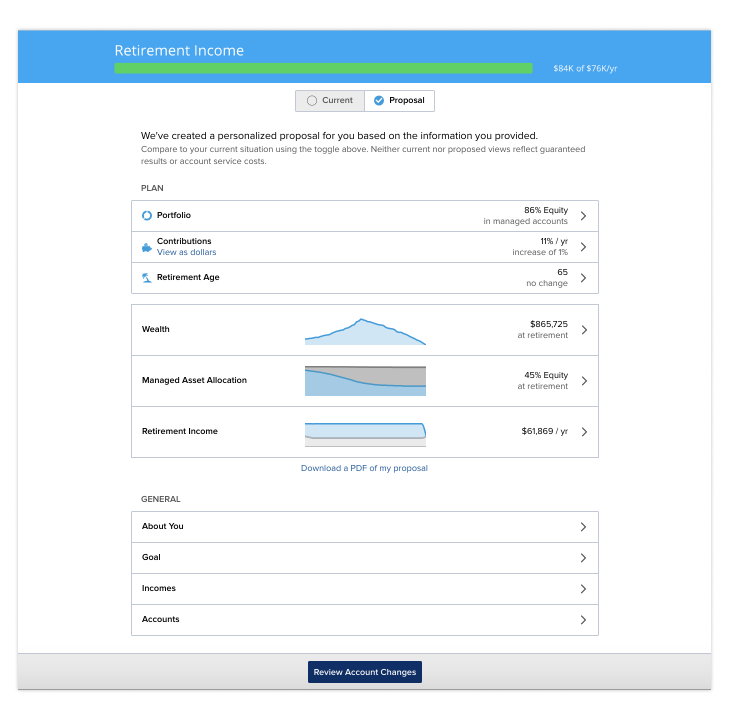 Retirement Income
$84K of $76K/yr
Current
Proposal
We've created a personalized proposal for you based on the information you provided.
Compare to your current situation using the toggle above. Neither current nor proposed views reflect guaranteed
results or account service costs.
PLAN
Portfolio
86% Equity
in managed accounts
Contributions
View as dollars
11% / yr
increase of 1%
Retirement Age
65
no change
Wealth
$865,725
at retirement
Managed Asset Allocation
45% Equity
at retirement
Retirement Income
$61,869 / yr
Download a PDF of my proposal
GENERAL
About You
Goal
Incomes
Accounts
Review Account Changes